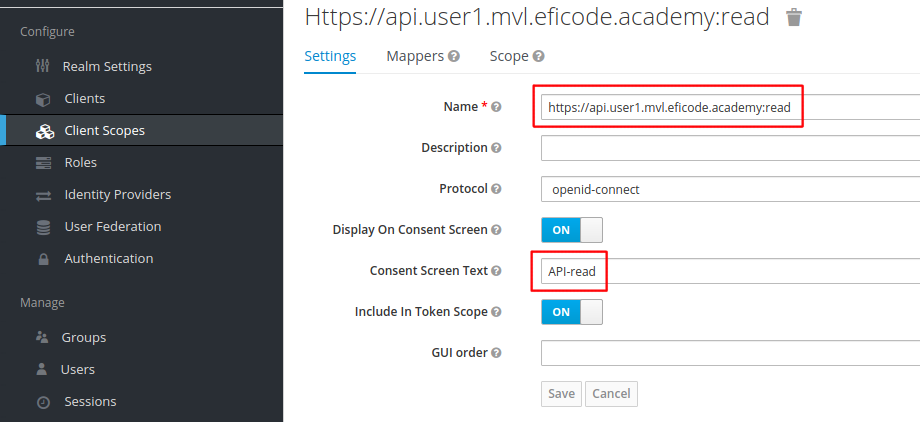 Configure
Realm Settings
Clients
Client Scopes
Roles
Identity Providers
User Federation
Authentication
Manage
Groups
Users
Sessions
Https://api.user1.mvl.eficode.academy:read
Settings Mappers Scope
Name * https://api.user1.mvl.eficode.academy:read
Description
Protocol openid-connect
Display On Consent Screen ON
Consent Screen Text API-read
Include In Token Scope ON
GUI order
Save Cancel